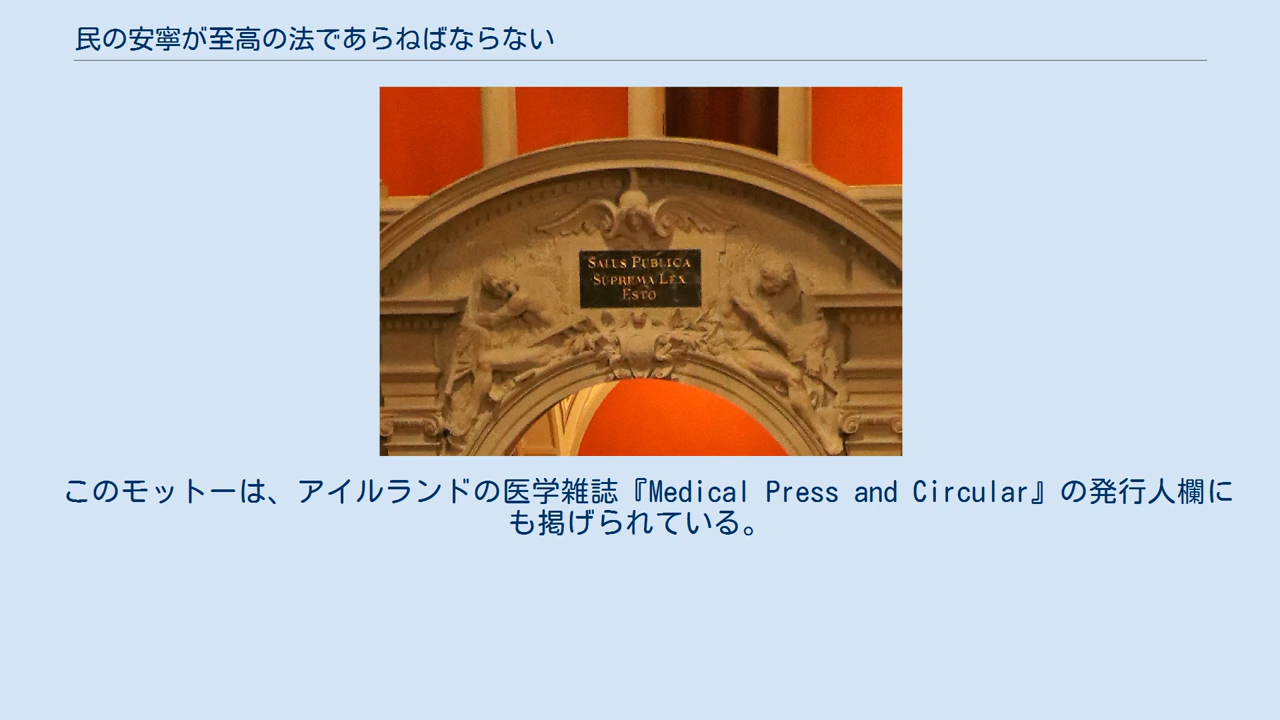 民の安寧が至高の法であらねばならない
SALUS PUBLICA
SUPREMA LEX
ESTO
このモットーは、アイルランドの医学雑誌『Medical Press and Circular』の発行人欄に
も掲げられている。